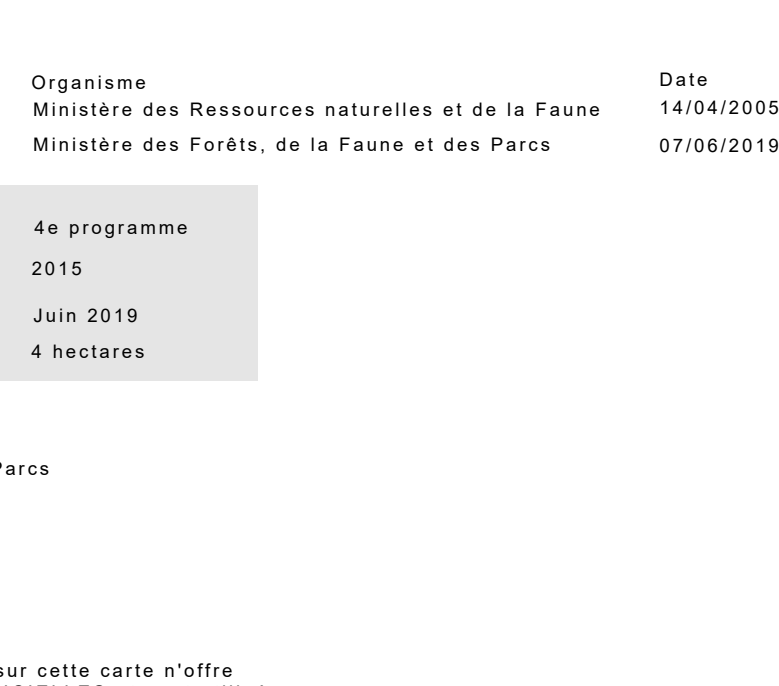 Organisme Date
Ministère des Ressources naturelles et de la Faune 14/04/2005
Ministère des Forêts, de la Faune et des Parcs 07/06/2019
4e programme
2015
Juin 2019
4 hectares
Parcs
sur cette carte n'offre